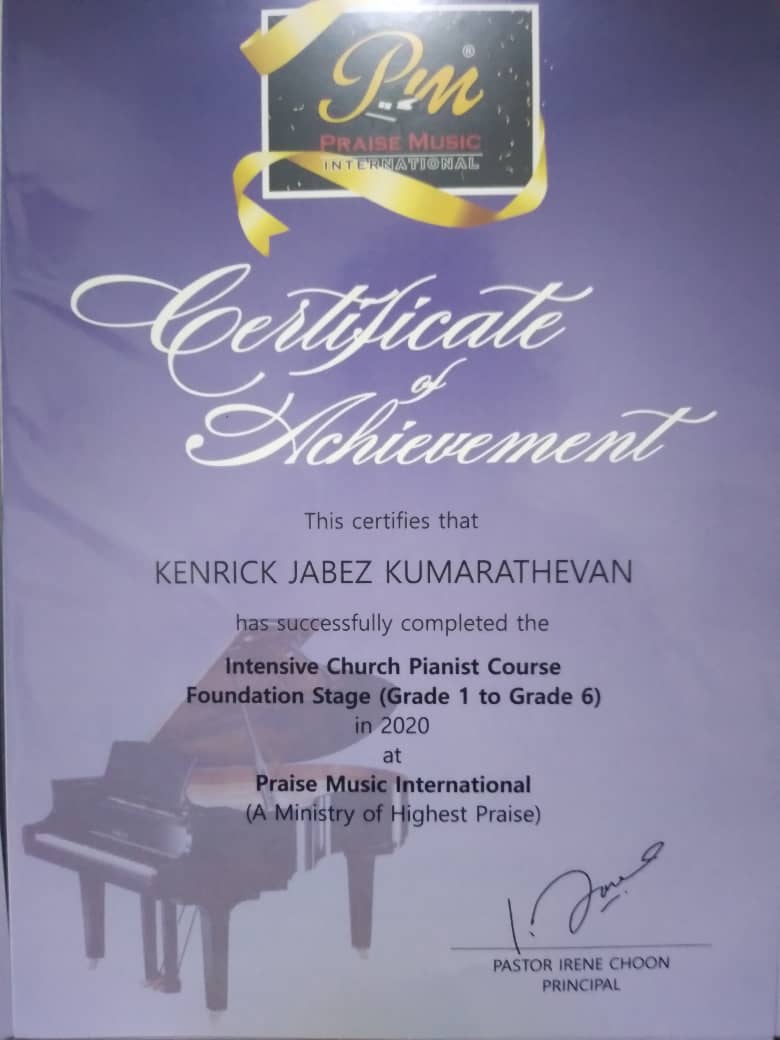 PM®
PRAISE MUSIC
INTERNATIONAL
Certificate
of
Achievement
This certifies that
KENRICK JABEZ KUMARATHEVAN
has successfully completed the
Intensive Church Pianist Course
Foundation Stage (Grade 1 to Grade 6)
in 2020
at
Praise Music International
(A Ministry of Highest Praise)
PASTOR IRENE CHOON
PRINCIPAL